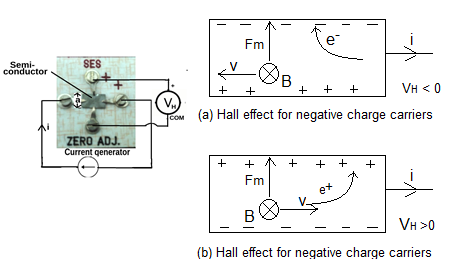 SES
Semi-
conductor
a
+
V_H
COM
i
ZERO ADJ.
Current generator
− − − − −
Fm
e⁻
i
v
B
+ + + + +
V_H < 0
(a) Hall effect for negative charge carriers
+ + + + + +
Fm
e⁺
i
V
B
− − − − − −
V_H >0
(b) Hall effect for negative charge carriers